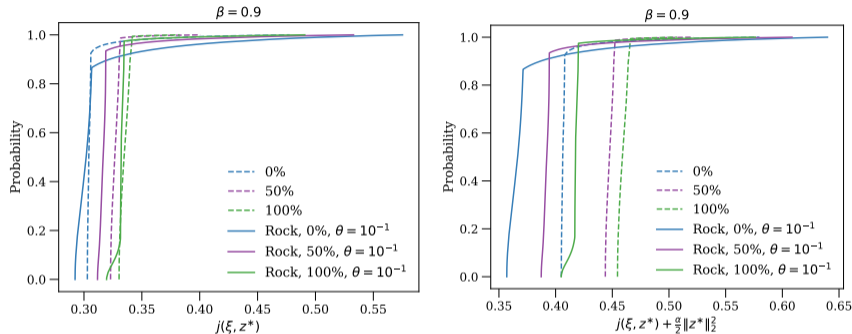 β = 0.9
Probability
1.0
0.8
0.6
0.4
0.2
0.0
0%
50%
100%
Rock, 0%, θ = 10⁻¹
Rock, 50%, θ = 10⁻¹
Rock, 100%, θ = 10⁻¹
0.30 0.35 0.40 0.45 0.50 0.55
j(ξ, z*)
β = 0.9
Probability
1.0
0.8
0.6
0.4
0.2
0.0
0%
50%
100%
Rock, 0%, θ = 10⁻¹
Rock, 50%, θ = 10⁻¹
Rock, 100%, θ = 10⁻¹
0.35 0.40 0.45 0.50 0.55 0.60 0.65
j(ξ, z*) + α/2 ‖z*‖₂²